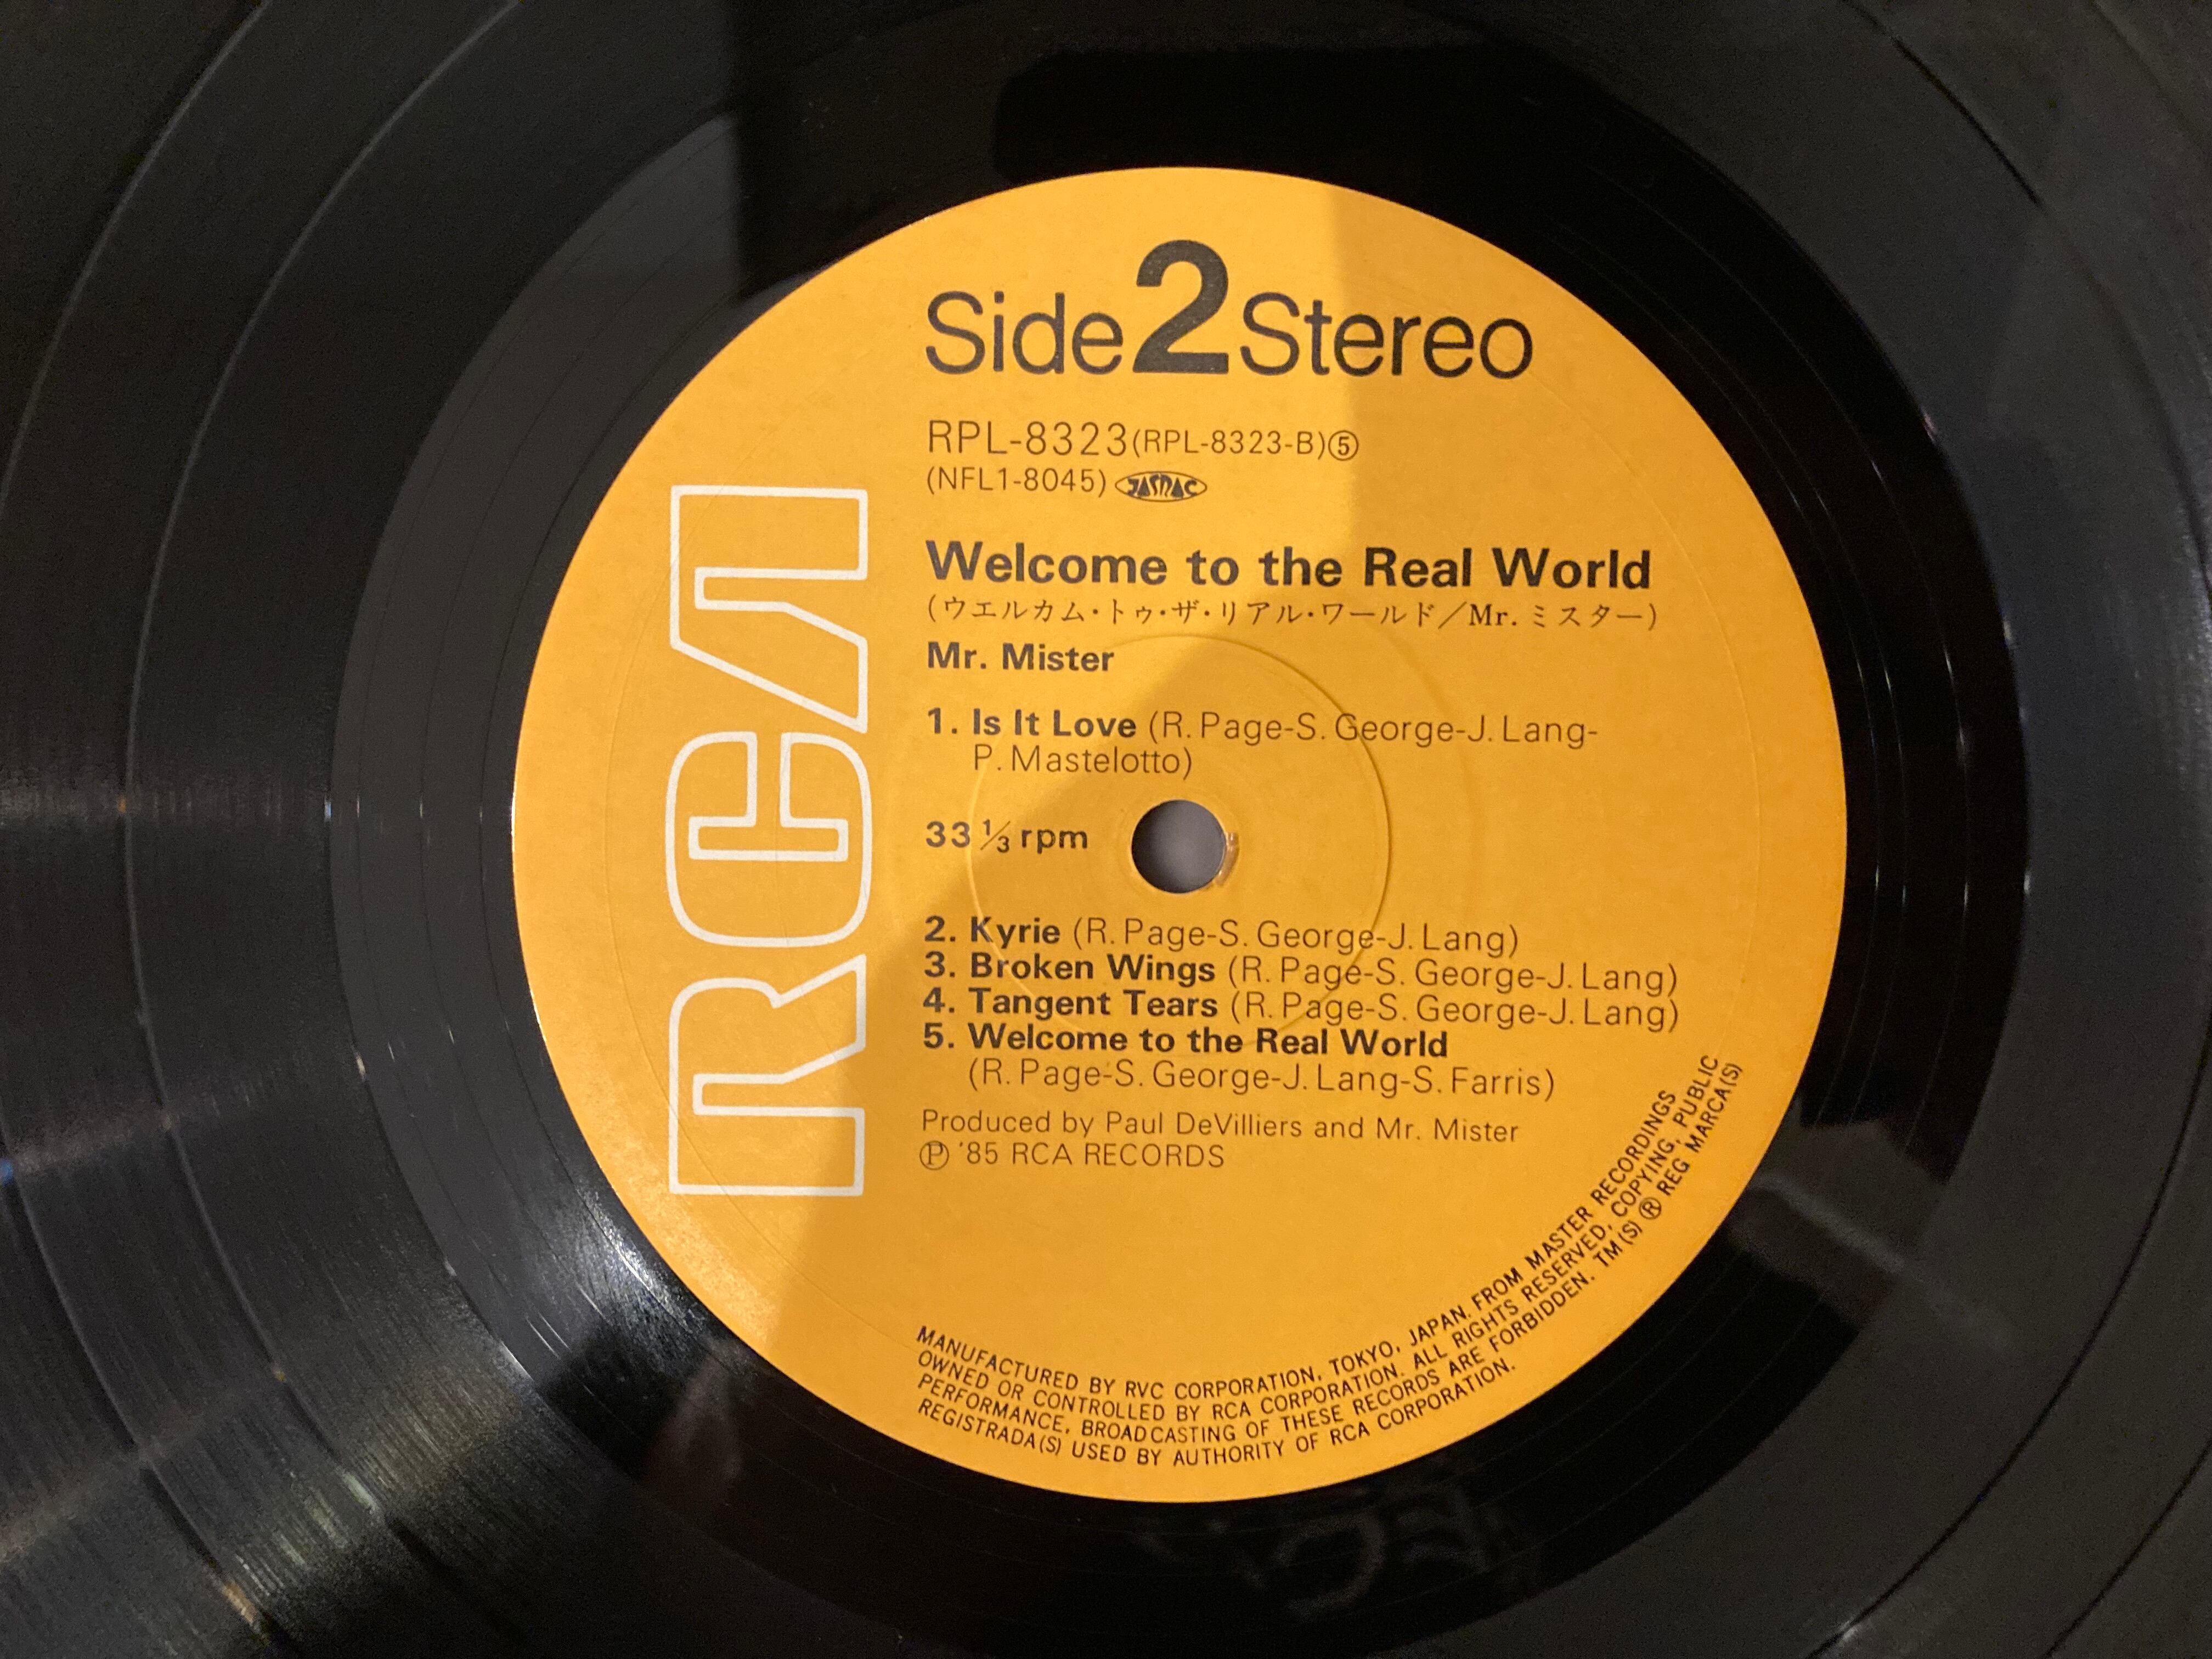 Side 2 Stereo
RPL-8323(RPL-8323-B)⑤
(NFL1-8045) JASRAC
RCA
Welcome to the Real World
(ウエルカム・トゥ・ザ・リアル・ワールド／Mr.ミスター)
Mr. Mister
1. Is It Love (R. Page-S. George-J. Lang-
P. Mastelotto)
33 1/3 rpm
2. Kyrie (R. Page-S. George-J. Lang)
3. Broken Wings (R. Page-S. George-J. Lang)
4. Tangent Tears (R. Page-S. George-J. Lang)
5. Welcome to the Real World
(R. Page-S. George-J. Lang-S. Farris)
Produced by Paul DeVilliers and Mr. Mister
Ⓟ '85 RCA RECORDS
MANUFACTURED BY RVC CORPORATION, TOKYO, JAPAN. FROM MASTER RECORDINGS
OWNED OR CONTROLLED BY RCA CORPORATION. ALL RIGHTS RESERVED, COPYING, PUBLIC
PERFORMANCE, BROADCASTING OF THESE RECORDS ARE FORBIDDEN. TM(S) ® REG MARCA(S)
REGISTRADA(S) USED BY AUTHORITY OF RCA CORPORATION.